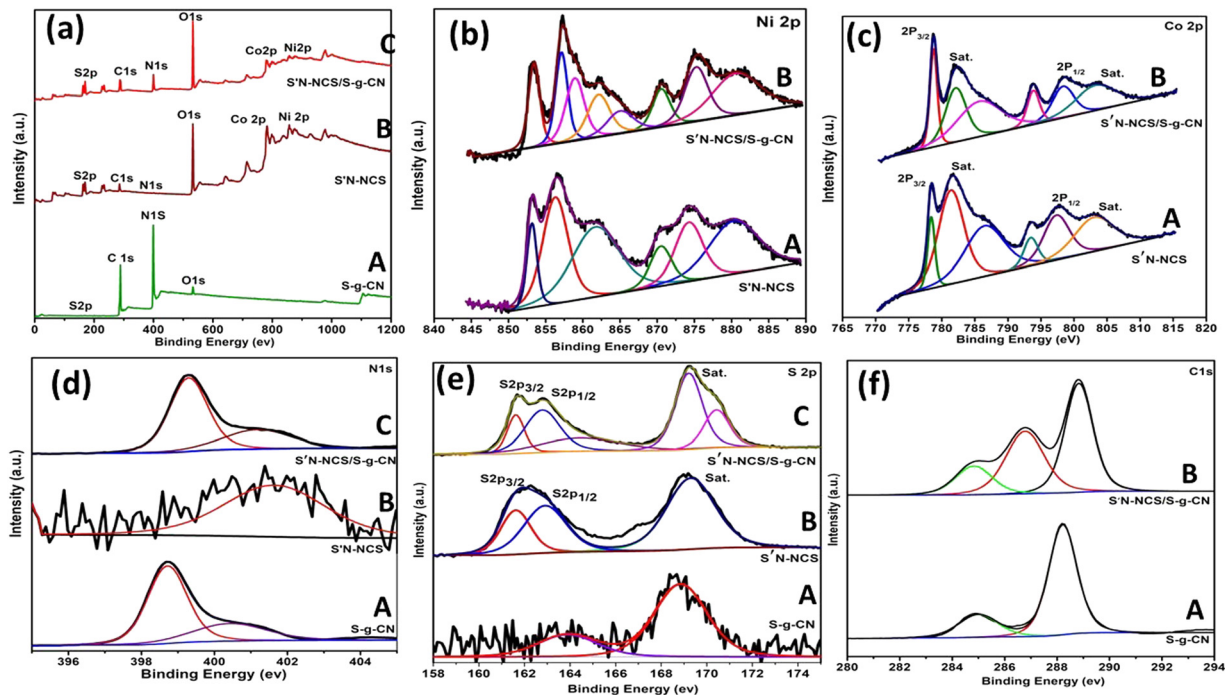 (a)
C
O1s
Co2p
Ni2p
S2p
C1s
N1s
S'N-NCS/S-g-CN
B
O1s
Co 2p
Ni 2p
S2p
C1s
N1s
S'N-NCS
A
N1S
C 1s
O1s
S2p
S-g-CN
0 200 400 600 800 1000 1200
Binding Energy (ev)
Intensity (a.u.)
(b)
Ni 2p
B
S'N-NCS/S-g-CN
A
S'N-NCS
840 845 850 855 860 865 870 875 880 885 890
Binding Energy (ev)
Intensity (a.u.)
(c)
Co 2p
2P3/2
Sat.
2P1/2
Sat.
B
S'N-NCS/S-g-CN
2P3/2
Sat.
2P1/2
Sat.
A
S'N-NCS
765 770 775 780 785 790 795 800 805 810 815 820
Binding Energy (eV)
Intensity (a.u.)
(d)
N1s
C
S'N-NCS/S-g-CN
B
S'N-NCS
A
S-g-CN
396 398 400 402 404
Binding Energy (ev)
Intensity (a.u.)
(e)
S 2p
S2p3/2
S2p1/2
Sat.
C
S'N-NCS/S-g-CN
S2p3/2
S2p1/2
Sat.
B
S'N-NCS
A
S-g-CN
158 160 162 164 166 168 170 172 174
Binding Energy (ev)
Intensity (a.u.)
(f)
C1s
B
S'N-NCS/S-g-CN
A
S-g-CN
280 282 284 286 288 290 292 294
Binding Energy (ev)
Intensity (a.u.)